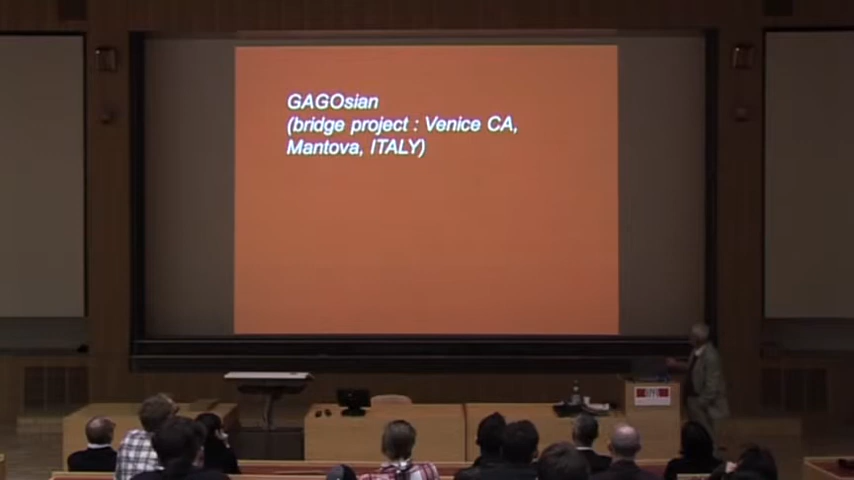 GAGOsian
(bridge project : Venice CA,
Mantova, ITALY)